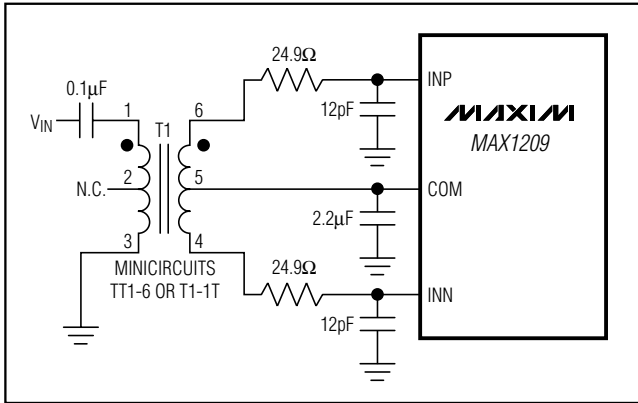 24.9Ω
0.1μF
1
6
INP
V_IN
T1
12pF
MAXIM
MAX1209
N.C.
2
5
COM
2.2μF
3
4
24.9Ω
MINICIRCUITS
TT1-6 OR T1-1T
INN
12pF